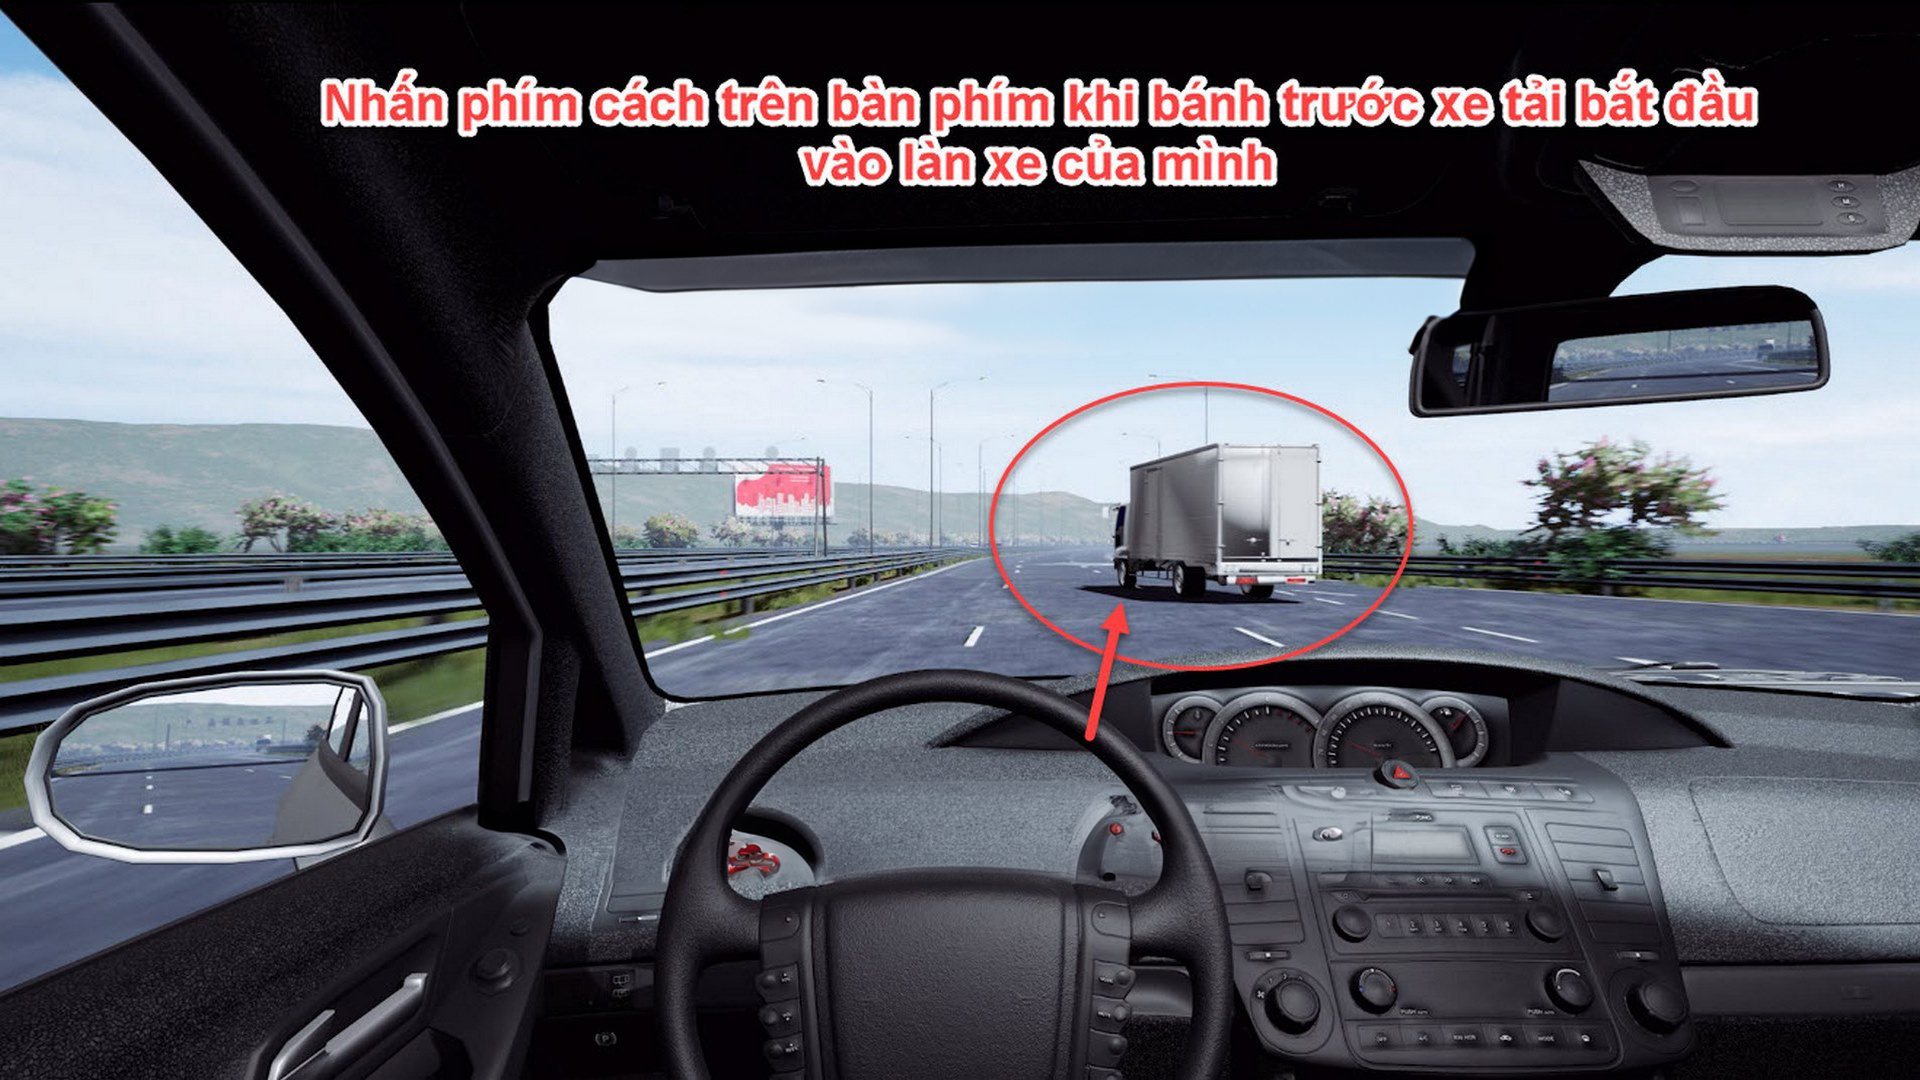 Nhấn phím cách trên bàn phím khi bánh trước xe tải bắt đầu
vào làn xe của mình